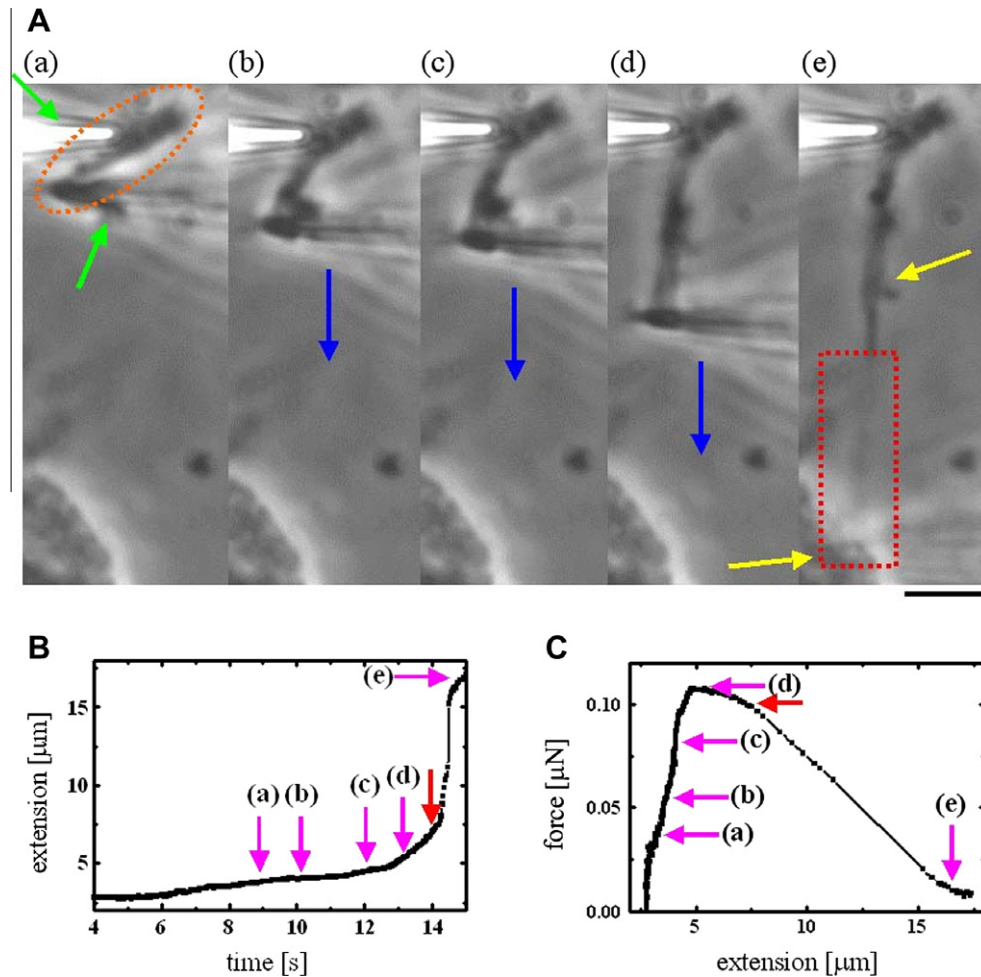 A
(a) (b) (c) (d) (e)
B
extension [μm]
15
10
5
(a) (b) (c) (d) (e)
4 6 8 10 12 14
time [s]
C
force [μN]
0.10
0.05
0.00
(a)
(b)
(c)
(d)
(e)
5 10 15
extension [μm]